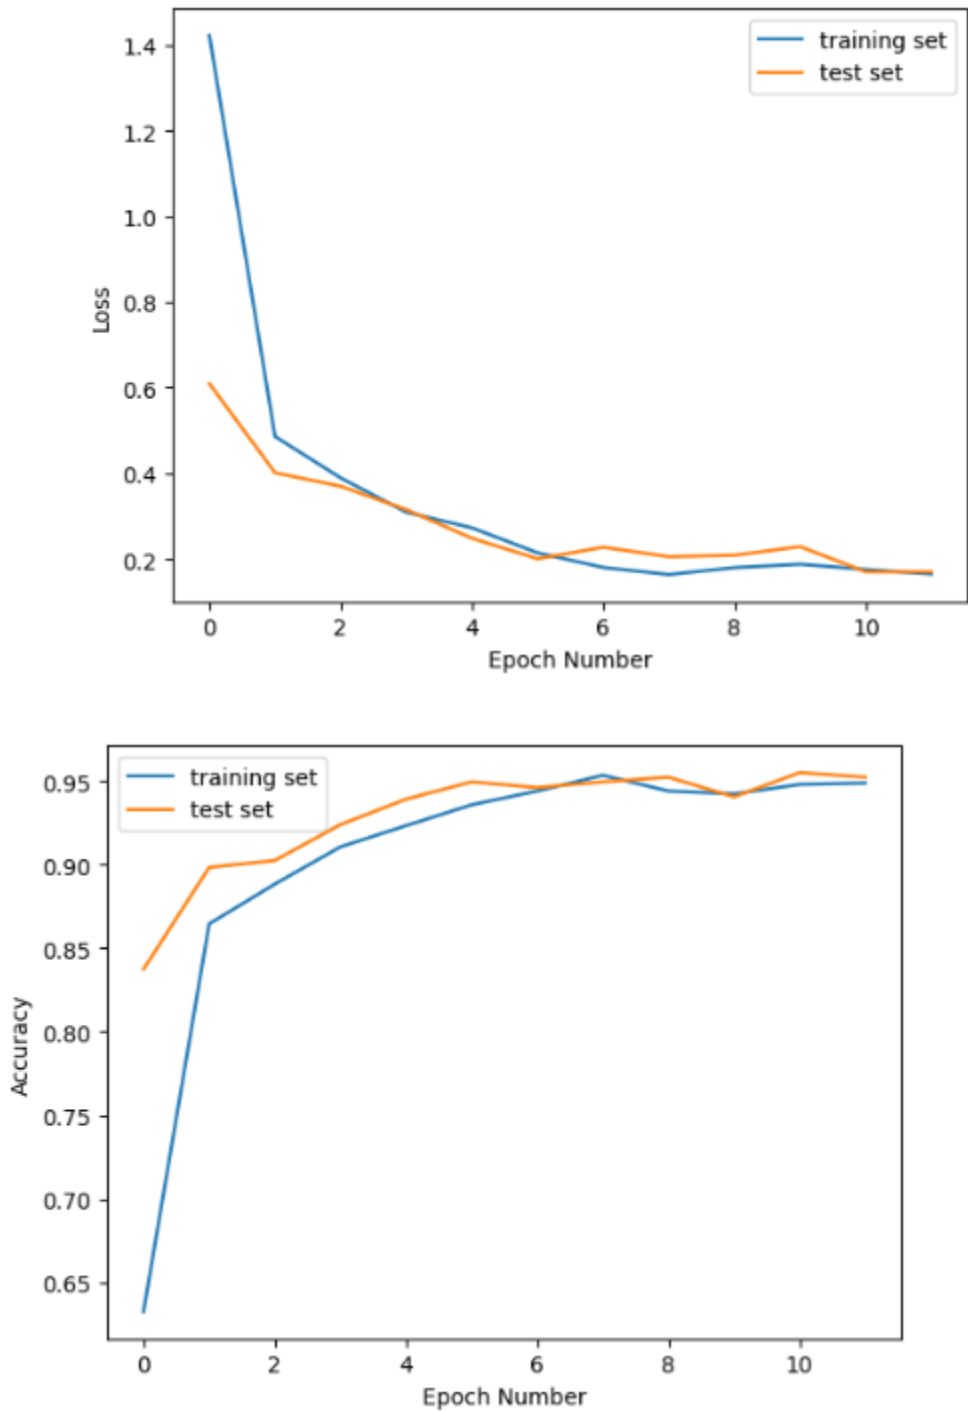 training set
test set
1.4
1.2
1.0
0.8
0.6
0.4
0.2
Loss
0 2 4 6 8 10
Epoch Number
training set
test set
0.95
0.90
0.85
0.80
0.75
0.70
0.65
Accuracy
0 2 4 6 8 10
Epoch Number